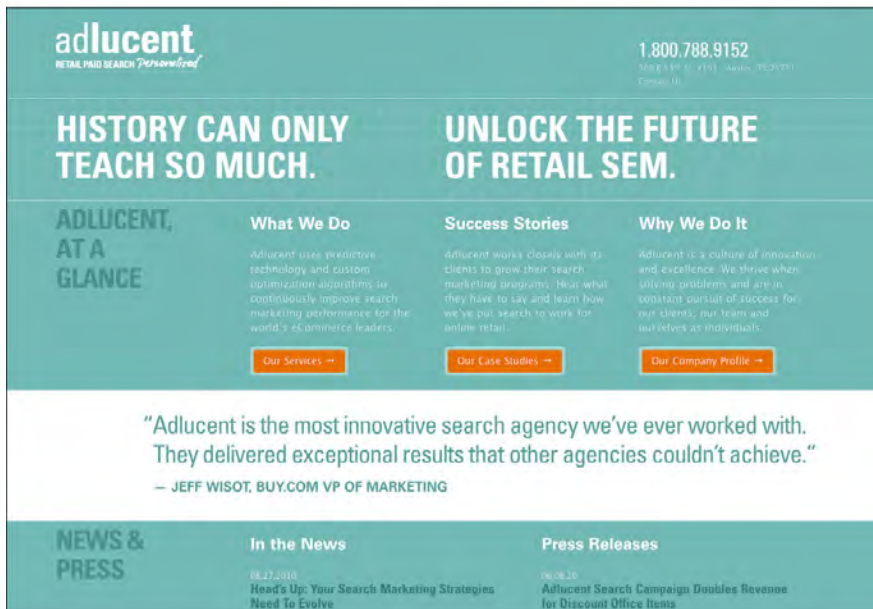 adlucent
RETAIL PAID SEARCH Personalized
1.800.788.9152
Contact Us
HISTORY CAN ONLY
TEACH SO MUCH.
UNLOCK THE FUTURE
OF RETAIL SEM.
ADLUCENT,
AT A
GLANCE
What We Do
Adlucent uses predictive
technology and custom
optimization algorithms to
continuously improve search
marketing performance for the
world's eCommerce leaders.
Our Services →
Success Stories
Adlucent works closely with its
clients to grow their search
marketing programs. Hear what
they have to say and learn how
we've put search to work for
online retail.
Our Case Studies →
Why We Do It
Adlucent is a culture of innovation
and excellence. We thrive when
solving problems and are in
constant pursuit of success for
our clients, our team and
ourselves as individuals.
Our Company Profile →
“Adlucent is the most innovative search agency we’ve ever worked with.
They delivered exceptional results that other agencies couldn’t achieve.”
— JEFF WISOT, BUY.COM VP OF MARKETING
NEWS &
PRESS
In the News
08.27.2010
Head's Up: Your Search Marketing Strategies
Need To Evolve
Press Releases
Adlucent Search Campaign Doubles Revenue
for Discount Office Items